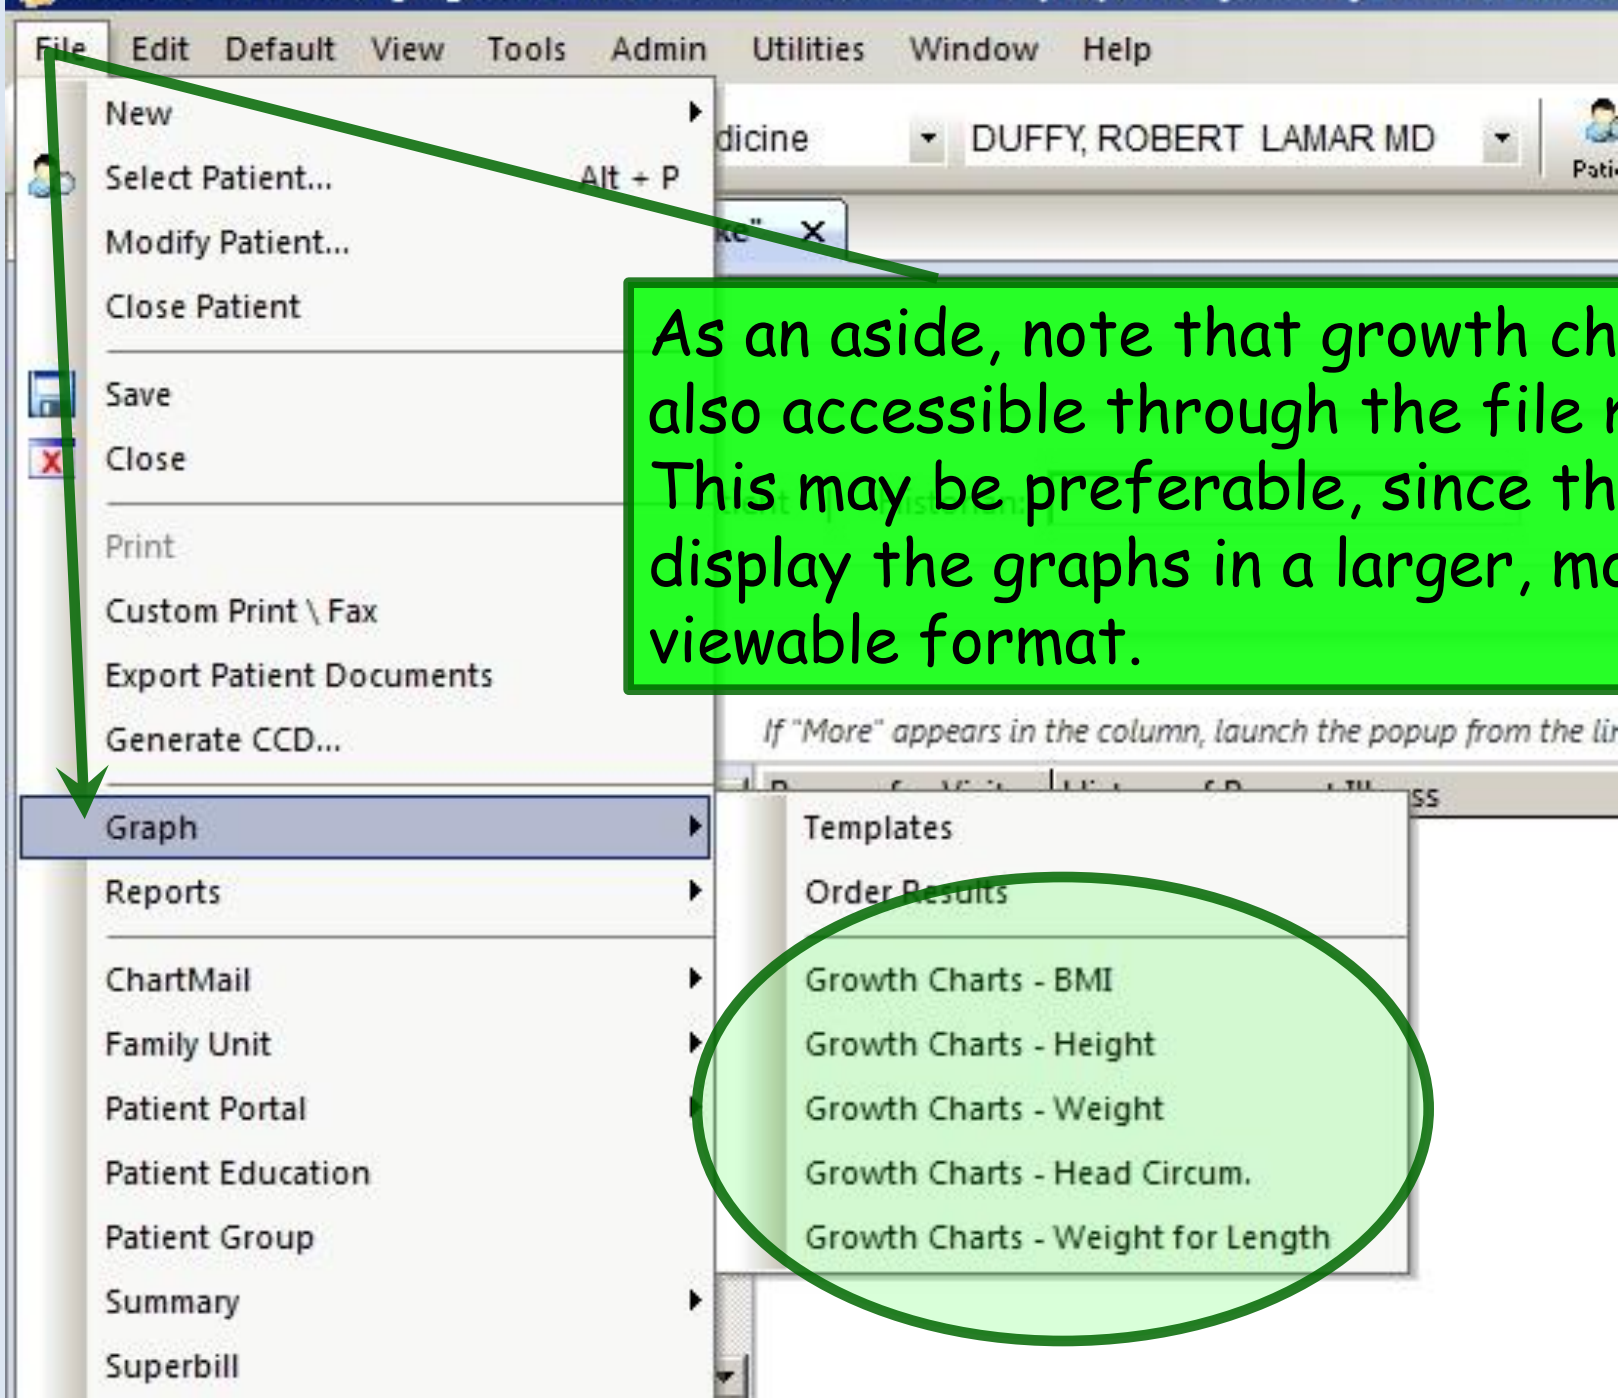 File Edit Default View Tools Admin Utilities Window Help
New
dicine DUFFY, ROBERT LAMAR MD
Select Patient... Alt + P
Modify Patient...
ke" X
Close Patient
As an aside, note that growth ch
also accessible through the file
This may be preferable, since th
display the graphs in a larger, mo
viewable format.
Save
Close
Print
Custom Print \ Fax
Export Patient Documents
Generate CCD...
If "More" appears in the column, launch the popup from the
Graph
Templates
Reports
Order Results
ChartMail
Growth Charts - BMI
Family Unit
Growth Charts - Height
Patient Portal
Growth Charts - Weight
Patient Education
Growth Charts - Head Circum.
Patient Group
Growth Charts - Weight for Length
Summary
Superbill